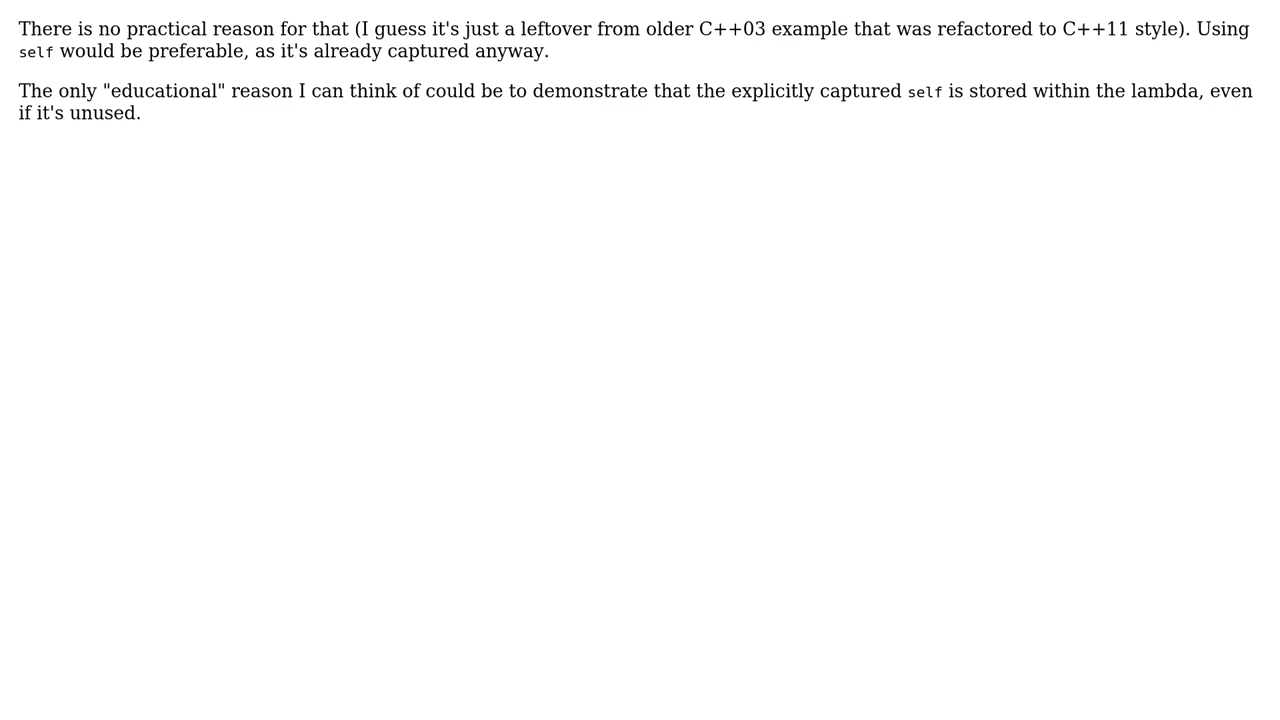 There is no practical reason for that (I guess it's just a leftover from older C++03 example that was refactored to C++11 style). Using
self would be preferable, as it's already captured anyway.
The only "educational" reason I can think of could be to demonstrate that the explicitly captured self is stored within the lambda, even
if it's unused.